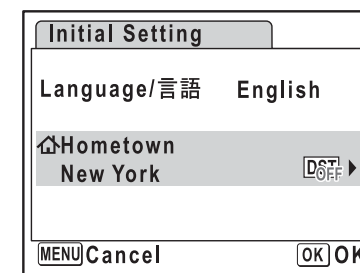 Initial Setting
Language/言語 English
Hometown
New York DST OFF
MENU Cancel OK OK